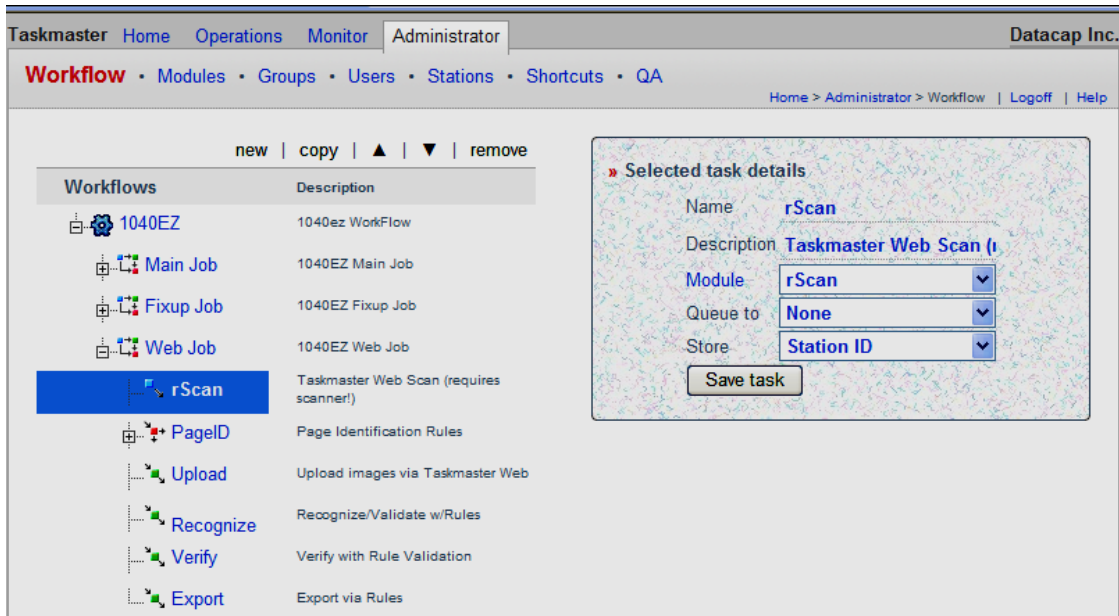 Taskmaster Home Operations Monitor Administrator Datacap Inc.
Workflow • Modules • Groups • Users • Stations • Shortcuts • QA
Home > Administrator > Workflow | Logoff | Help
new | copy | ▲ | ▼ | remove
Workflows Description
1040EZ 1040ez WorkFlow
Main Job 1040EZ Main Job
Fixup Job 1040EZ Fixup Job
Web Job 1040EZ Web Job
rScan Taskmaster Web Scan (requires
scanner!)
PageID Page Identification Rules
Upload Upload images via Taskmaster Web
Recognize Recognize/Validate w/Rules
Verify Verify with Rule Validation
Export Export via Rules
» Selected task details
Name rScan
Description Taskmaster Web Scan (
Module rScan
Queue to None
Store Station ID
Save task